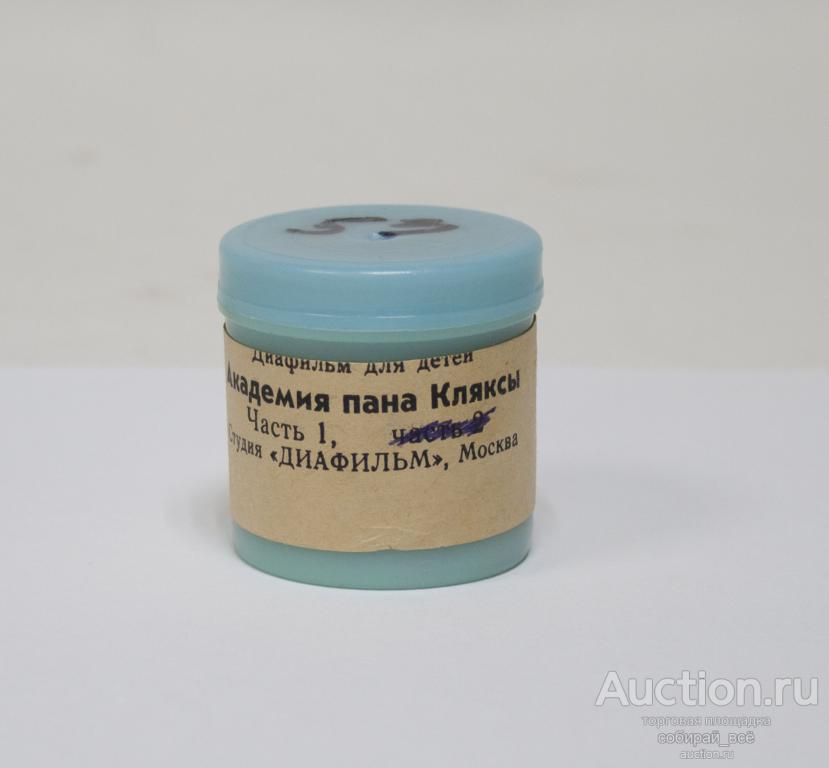 Диафильм для детей
Академия пана Кляксы
Часть 1, часть 2
Студия «ДИАФИЛЬМ», Москва
Auction.ru
торговая площадка
собирай_всё
auction.ru